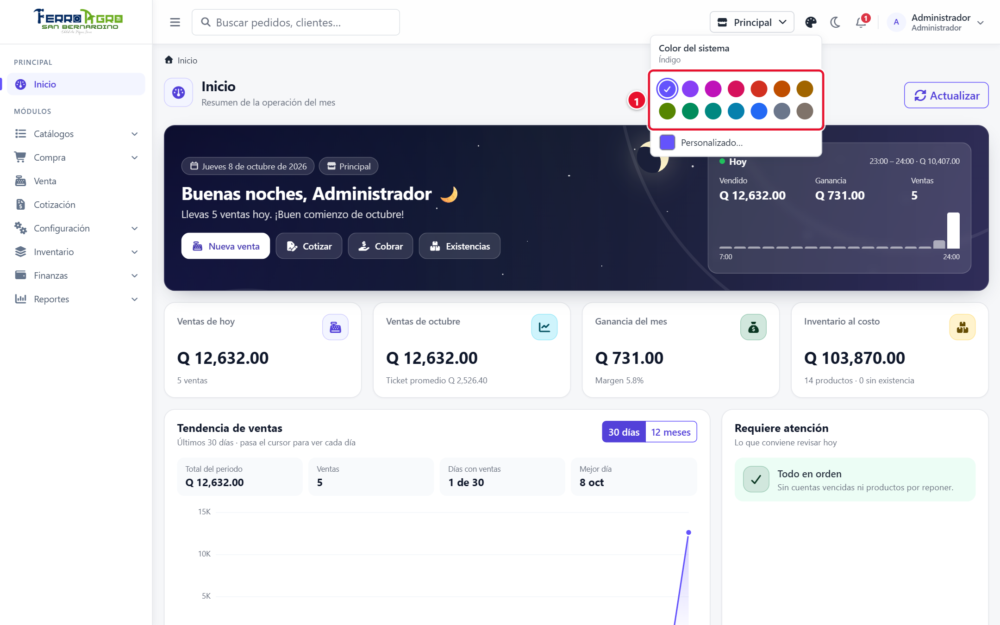 FERRO AGRO
SAN BERNARDINO
Buscar pedidos, clientes...
Principal
1
A
Administrador
Administrador
PRINCIPAL
Inicio
MÓDULOS
Catálogos
Compra
Venta
Cotización
Configuración
Inventario
Finanzas
Reportes
Inicio
Inicio
Resumen de la operación del mes
Color del sistema
Índigo
1
Personalizado...
Actualizar
Jueves 8 de octubre de 2026
Principal
Buenas noches, Administrador
Llevas 5 ventas hoy. ¡Buen comienzo de octubre!
Nueva venta
Cotizar
Cobrar
Existencias
Hoy
23:00 – 24:00 · Q 10,407.00
Vendido
Ganancia
Ventas
Q 12,632.00
Q 731.00
5
7:00
24:00
Ventas de hoy
Q 12,632.00
5 ventas
Ventas de octubre
Q 12,632.00
Ticket promedio Q 2,526.40
Ganancia del mes
Q 731.00
Margen 5.8%
Inventario al costo
Q 103,870.00
14 productos · 0 sin existencia
Tendencia de ventas
Últimos 30 días · pasa el cursor para ver cada día
30 días
12 meses
Total del periodo
Q 12,632.00
Ventas
5
Días con ventas
1 de 30
Mejor día
8 oct
15K
10K
5K
Requiere atención
Lo que conviene revisar hoy
Todo en orden
Sin cuentas vencidas ni productos por reponer.